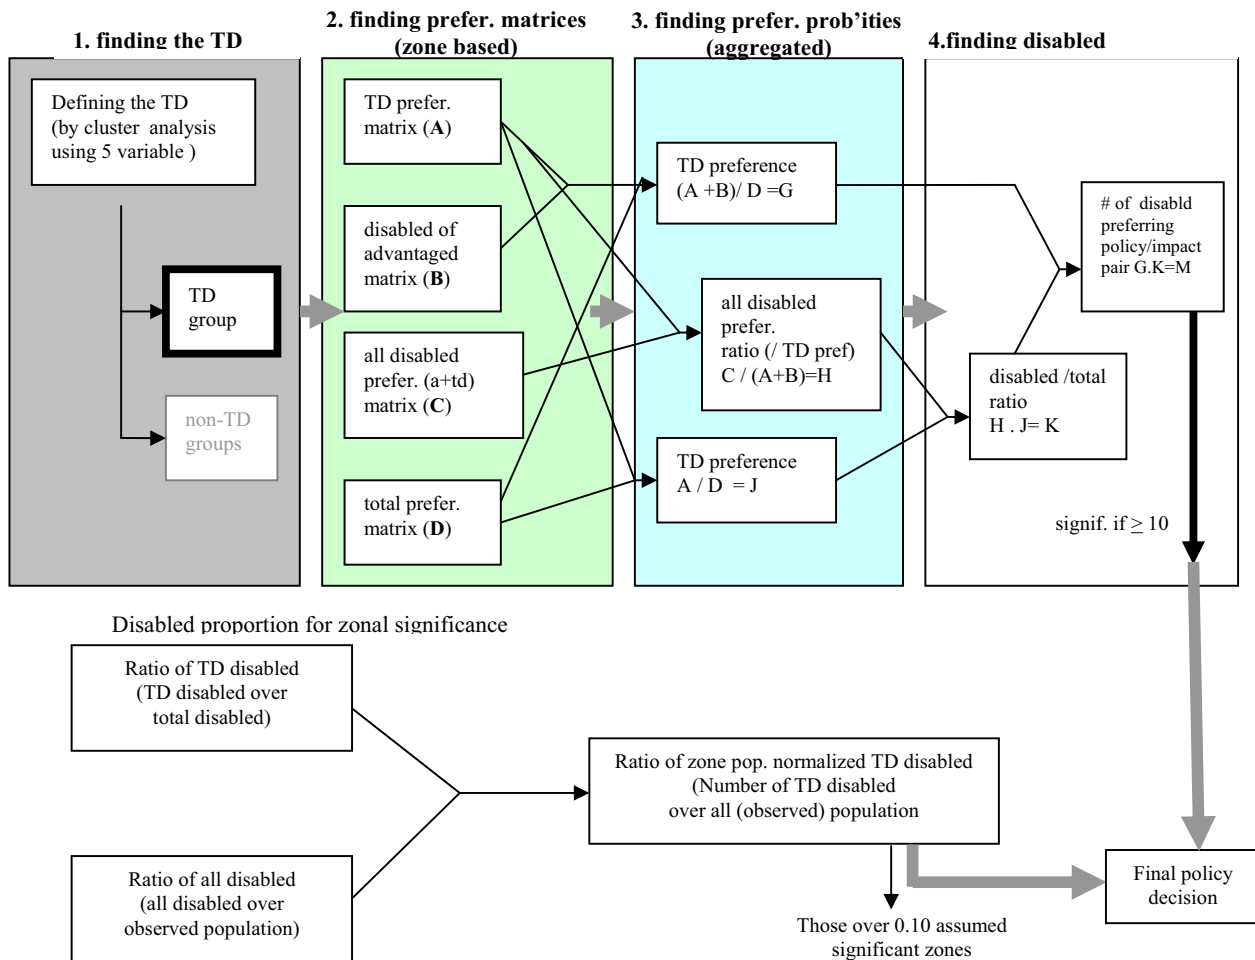 1. finding the TD
2. finding prefer. matrices
(zone based)
3. finding prefer. prob'ities
(aggregated)
4.finding disabled
Defining the TD
(by cluster analysis
using 5 variable )
TD
group
non-TD
groups
TD prefer.
matrix (A)
disabled of
advantaged
matrix (B)
all disabled
prefer. (a+td)
matrix (C)
total prefer.
matrix (D)
TD preference
(A +B)/ D =G
all disabled
prefer.
ratio (/ TD pref)
C / (A+B)=H
TD preference
A / D = J
# of disabld
preferring
policy/impact
pair G.K=M
disabled /total
ratio
H . J= K
signif. if ≥ 10
Disabled proportion for zonal significance
Ratio of TD disabled
(TD disabled over
total disabled)
Ratio of all disabled
(all disabled over
observed population)
Ratio of zone pop. normalized TD disabled
(Number of TD disabled
over all (observed) population
Those over 0.10 assumed
significant zones
Final policy
decision